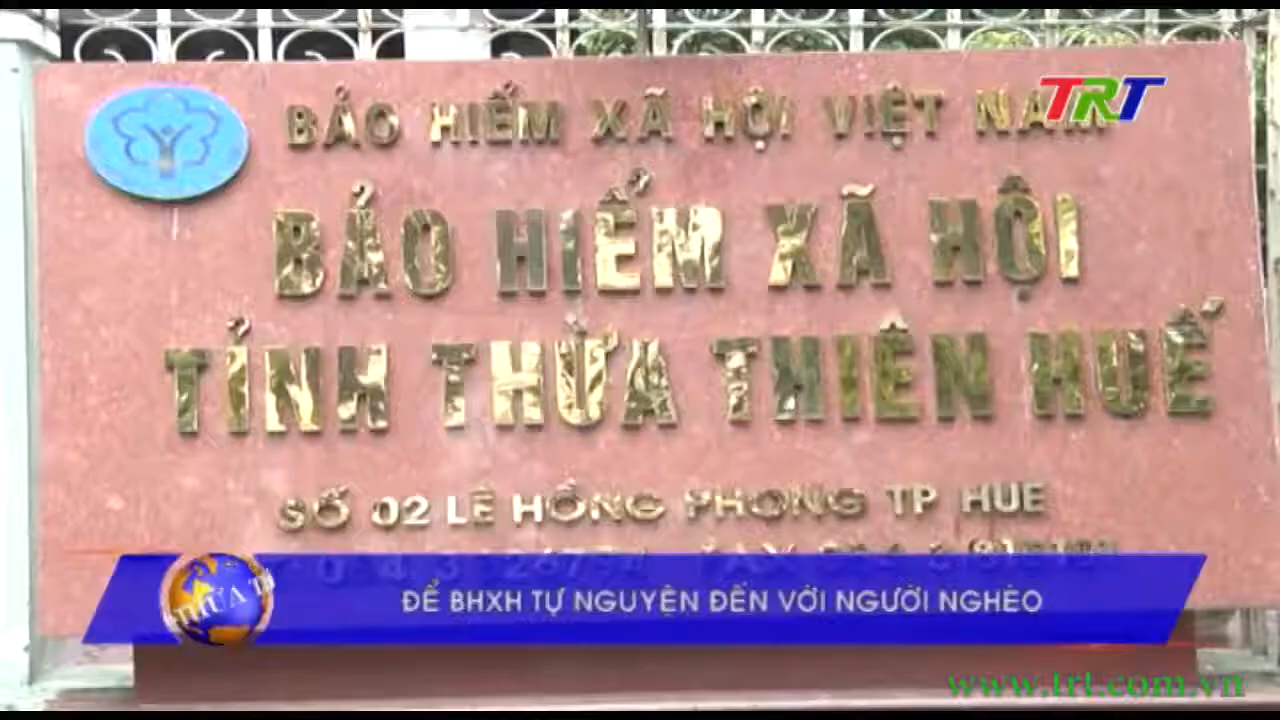 TRT
BẢO HIỂM XÃ HỘI VIỆT NAM
BẢO HIỂM XÃ HỘI
TỈNH THỪA THIÊN HUẾ
SỐ 02 LÊ HỒNG PHONG TP HUẾ
ĐỂ BHXH TỰ NGUYỆN ĐẾN VỚI NGƯỜI NGHÈO
www.trt.com.vn